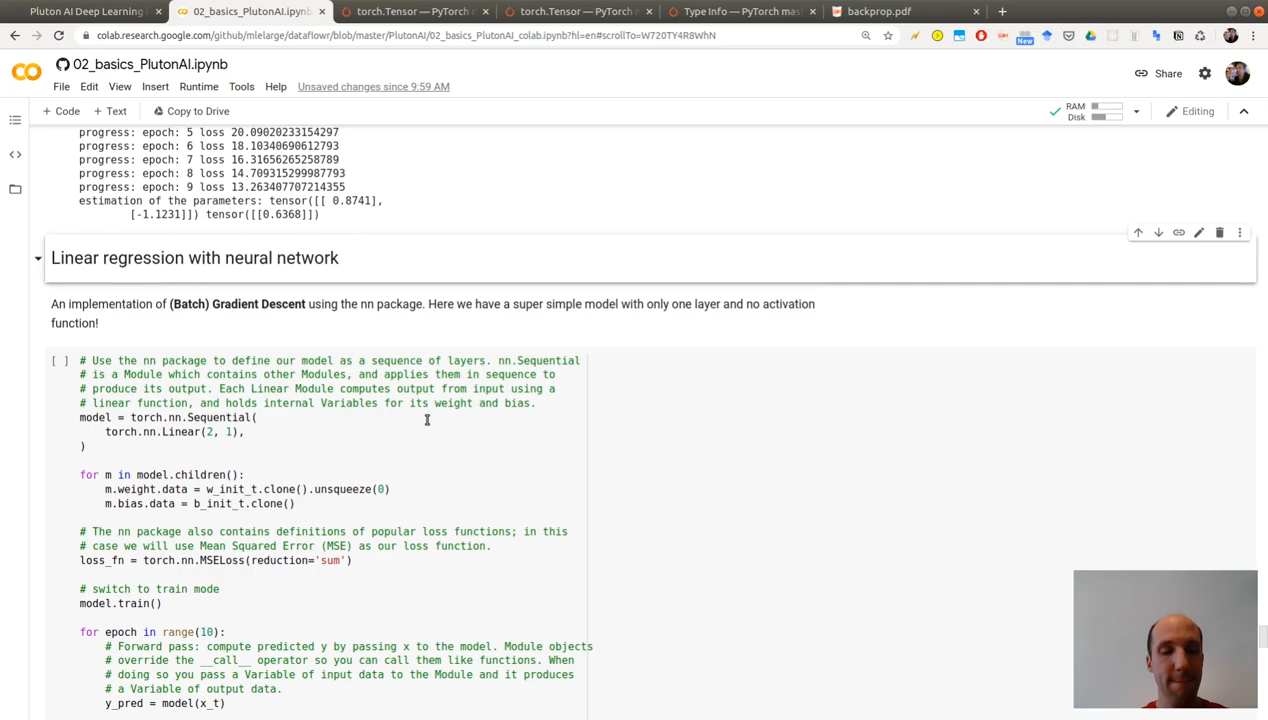 Pluton AI Deep Learning
02_basics_PlutonAI.ipynb
torch.Tensor — PyTorch
torch.Tensor — PyTorch
Type Info — PyTorch mas
backprop.pdf
colab.research.google.com/github/mlelarge/dataflowr/blob/master/PlutonAI/02_basics_PlutonAI_colab.ipynb?hl=en#scrollTo=W720TY4R8WhN
New
02_basics_PlutonAI.ipynb
Share
File Edit View Insert Runtime Tools Help Unsaved changes since 9:59 AM
+ Code + Text Copy to Drive
RAM
Disk
Editing
progress: epoch: 5 loss 20.09020233154297
progress: epoch: 6 loss 18.10340690612793
progress: epoch: 7 loss 16.31656265258789
progress: epoch: 8 loss 14.709315299987793
progress: epoch: 9 loss 13.263407707214355
estimation of the parameters: tensor([[ 0.8741],
[-1.1231]]) tensor([[0.6368]])
Linear regression with neural network
An implementation of (Batch) Gradient Descent using the nn package. Here we have a super simple model with only one layer and no activation
function!
[ ] # Use the nn package to define our model as a sequence of layers. nn.Sequential
# is a Module which contains other Modules, and applies them in sequence to
# produce its output. Each Linear Module computes output from input using a
# linear function, and holds internal Variables for its weight and bias.
model = torch.nn.Sequential(
torch.nn.Linear(2, 1),
)
for m in model.children():
m.weight.data = w_init_t.clone().unsqueeze(0)
m.bias.data = b_init_t.clone()
# The nn package also contains definitions of popular loss functions; in this
# case we will use Mean Squared Error (MSE) as our loss function.
loss_fn = torch.nn.MSELoss(reduction='sum')
# switch to train mode
model.train()
for epoch in range(10):
# Forward pass: compute predicted y by passing x to the model. Module objects
# override the __call__ operator so you can call them like functions. When
# doing so you pass a Variable of input data to the Module and it produces
# a Variable of output data.
y_pred = model(x_t)